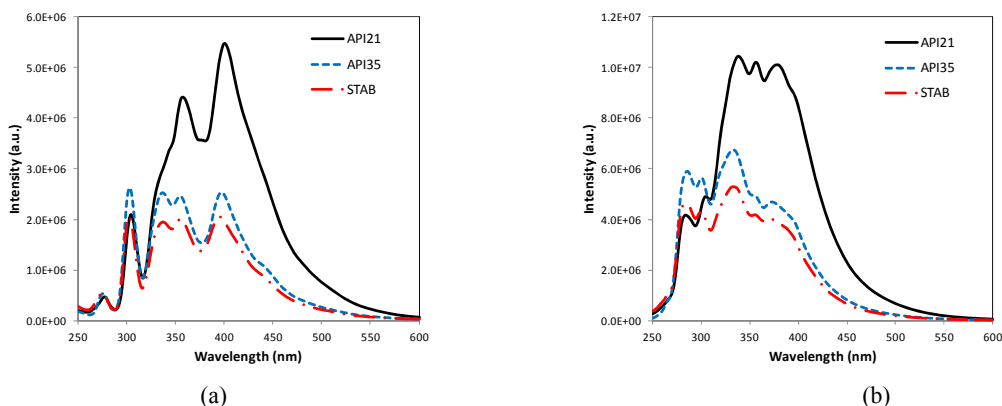 6.0E+06
5.0E+06
4.0E+06
3.0E+06
2.0E+06
1.0E+06
0.0E+00
Intensity (a.u.)
250 300 350 400 450 500 550 600
Wavelength (nm)
API21
API35
STAB
(a)
1.2E+07
1.0E+07
8.0E+06
6.0E+06
4.0E+06
2.0E+06
0.0E+00
Intensity (a.u.)
250 300 350 400 450 500 550 600
Wavelength (nm)
API21
API35
STAB
(b)